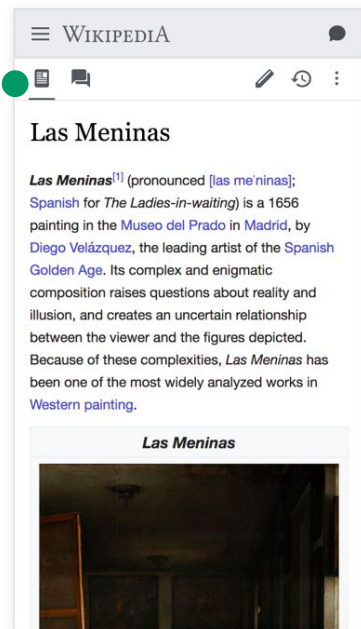 WIKIPEDIA
Las Meninas
Las Meninas[1] (pronounced [las meˈninas];
Spanish for The Ladies-in-waiting) is a 1656
painting in the Museo del Prado in Madrid, by
Diego Velázquez, the leading artist of the Spanish
Golden Age. Its complex and enigmatic
composition raises questions about reality and
illusion, and creates an uncertain relationship
between the viewer and the figures depicted.
Because of these complexities, Las Meninas has
been one of the most widely analyzed works in
Western painting.
Las Meninas